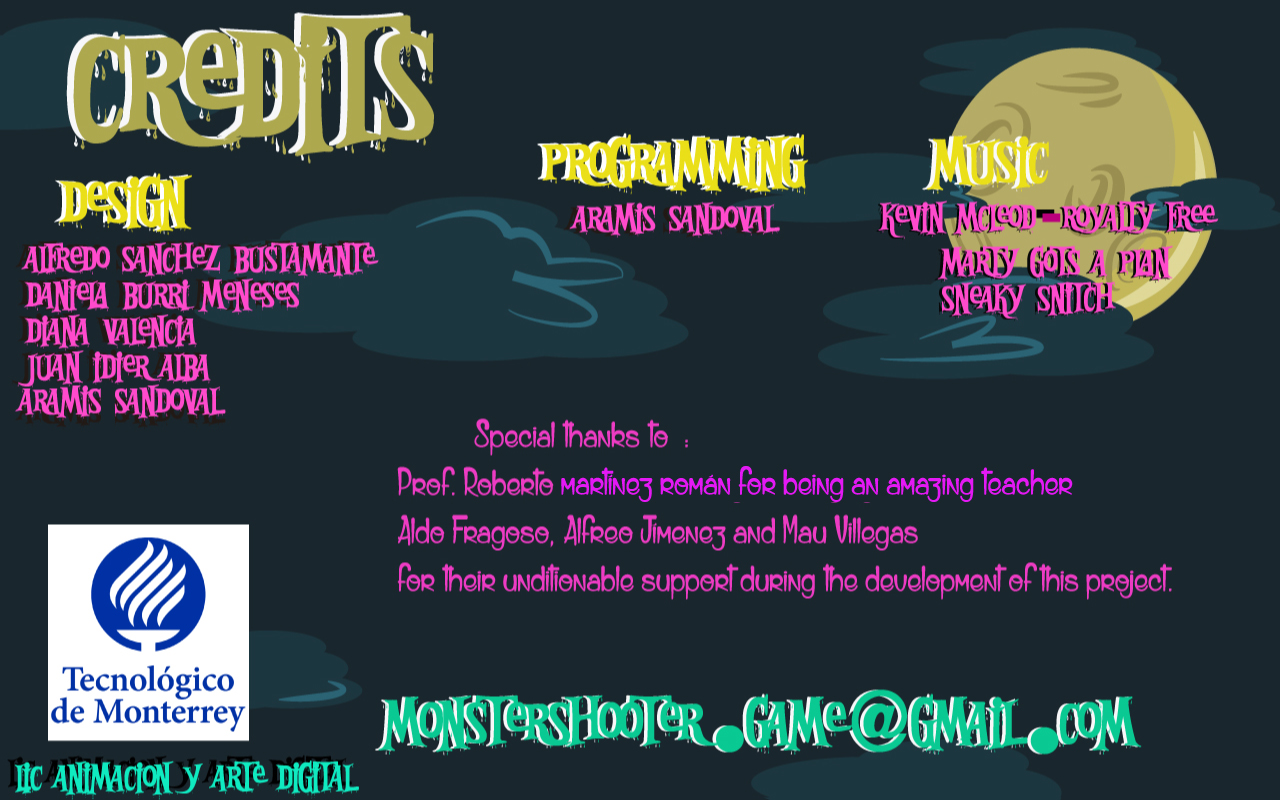 CREDITS
DESIGN
ALFREDO SANCHEZ BUSTAMANTE
DANIELA BURRI MENESES
DIANA VALENCIA
JUAN IDIER ALBA
ARAMIS SANDOVAL
PROGRAMMING
ARAMIS SANDOVAL
MUSIC
KEVIN MCLEOD-ROYALTY FREE
MARTY GOTS A PLAN
SNEAKY SNITCH
Special thanks to :
Prof. Roberto martínez román for being an amazing teacher
Aldo Fragoso, Alfreo Jimenez and Mau Villegas
for their unditionable support during the development of this project.
Tecnológico
de Monterrey
LIC ANIMACION Y ARTE DIGITAL
MONSTERSHOOTER.GAME@GMAIL.COM